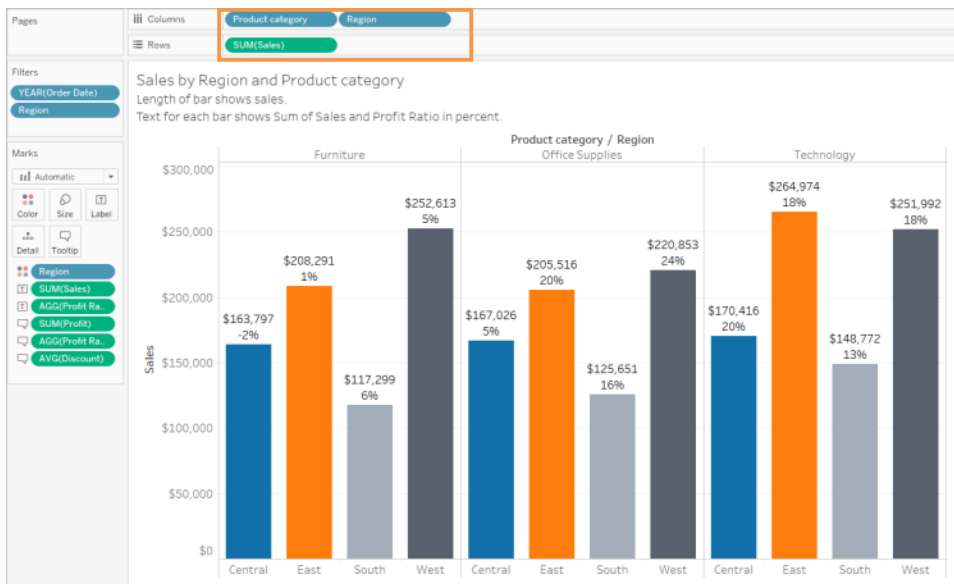 Pages
Columns
Product category
Region
Rows
SUM(Sales)
Filters
YEAR(Order Date)
Region
Marks
Automatic
Color
Size
Label
Detail
Tooltip
Region
SUM(Sales)
AGG(Profit Ra..
SUM(Profit)
AGG(Profit Ra..
AVG(Discount)
Sales by Region and Product category
Length of bar shows sales.
Text for each bar shows Sum of Sales and Profit Ratio in percent.
Product category / Region
Furniture
Office Supplies
Technology
Sales
$300,000
$250,000
$200,000
$150,000
$100,000
$50,000
$0
$163,797
-2%
$208,291
1%
$117,299
6%
$252,613
5%
$167,026
5%
$205,516
20%
$125,651
16%
$220,853
24%
$170,416
20%
$264,974
18%
$148,772
13%
$251,992
18%
Central
East
South
West
Central
East
South
West
Central
East
South
West